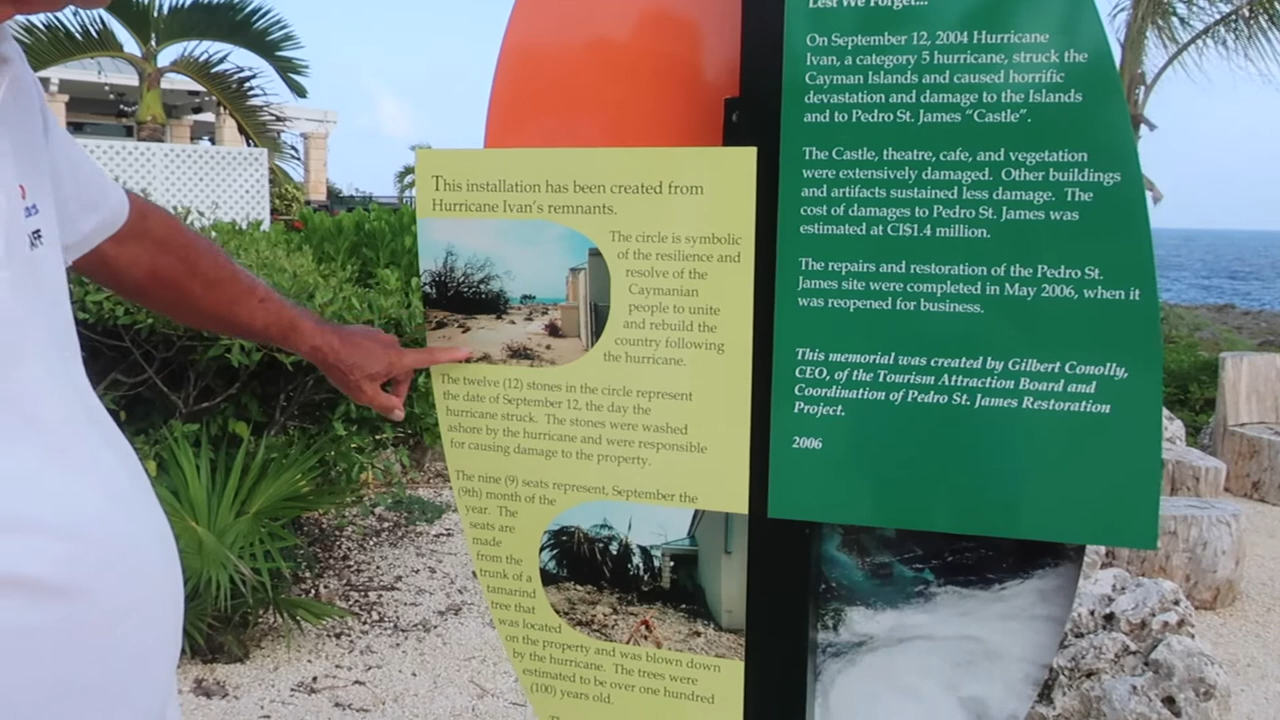 This installation has been created from
Hurricane Ivan's remnants.
The circle is symbolic
of the resilience and
resolve of the
Caymanian
people to unite
and rebuild the
country following
the hurricane.
The twelve (12) stones in the circle represent
the date of September 12, the day the
hurricane struck. The stones were washed
ashore by the hurricane and were responsible
for causing damage to the property.
The nine (9) seats represent, September the
(9th) month of the
year. The
seats are
made
from the
trunk of a
tamarind
tree that
was located
on the property and was blown down
by the hurricane. The trees were
estimated to be over one hundred
(100) years old.
Lest We Forget...
On September 12, 2004 Hurricane
Ivan, a category 5 hurricane, struck the
Cayman Islands and caused horrific
devastation and damage to the Islands
and to Pedro St. James “Castle”.
The Castle, theatre, cafe, and vegetation
were extensively damaged. Other buildings
and artifacts sustained less damage. The
cost of damages to Pedro St. James was
estimated at CI$1.4 million.
The repairs and restoration of the Pedro St.
James site were completed in May 2006, when it
was reopened for business.
This memorial was created by Gilbert Conolly,
CEO, of the Tourism Attraction Board and
Coordination of Pedro St. James Restoration
Project.
2006